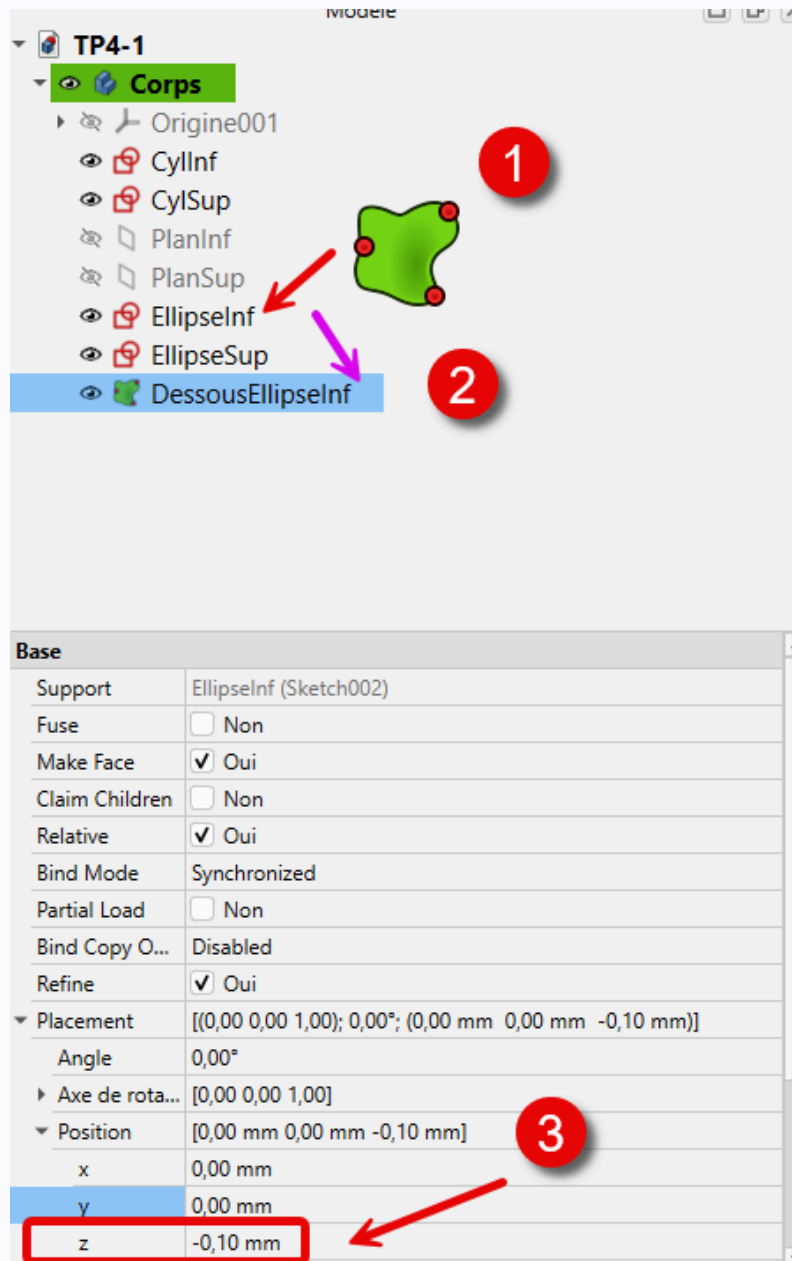 Modèle
TP4-1
Corps
Origine001
CylInf
CylSup
PlanInf
PlanSup
EllipseInf
EllipseSup
DessousEllipseInf
1
2
Base
Support EllipseInf (Sketch002)
Fuse Non
Make Face Oui
Claim Children Non
Relative Oui
Bind Mode Synchronized
Partial Load Non
Bind Copy O... Disabled
Refine Oui
Placement [(0,00 0,00 1,00); 0,00°; (0,00 mm 0,00 mm -0,10 mm)]
Angle 0,00°
Axe de rota... [0,00 0,00 1,00]
Position [0,00 mm 0,00 mm -0,10 mm]
3
x 0,00 mm
y 0,00 mm
z -0,10 mm